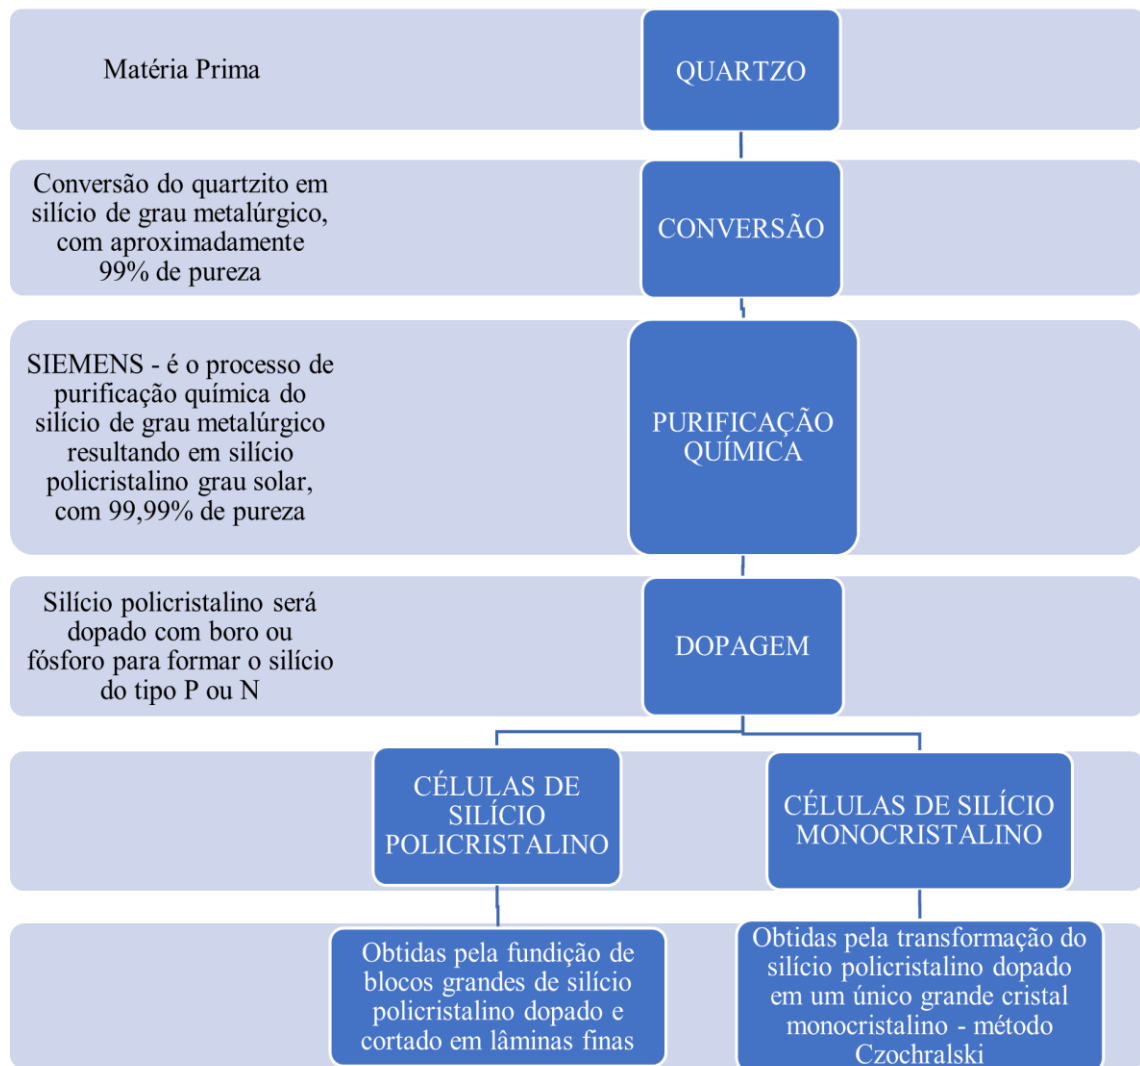 Matéria Prima
QUARTZO
Conversão do quartzito em
silício de grau metalúrgico,
com aproximadamente
99% de pureza
CONVERSÃO
SIEMENS - é o processo de
purificação química do
silício de grau metalúrgico
resultando em silício
policristalino grau solar,
com 99,99% de pureza
PURIFICAÇÃO
QUÍMICA
Silício policristalino será
dopado com boro ou
fósforo para formar o silício
do tipo P ou N
DOPAGEM
CÉLULAS DE
SILÍCIO
POLICRISTALINO
CÉLULAS DE SILÍCIO
MONOCRISTALINO
Obtidas pela fundição de
blocos grandes de silício
policristalino dopado e
cortado em lâminas finas
Obtidas pela transformação do
silício policristalino dopado
em um único grande cristal
monocristalino - método
Czochralski